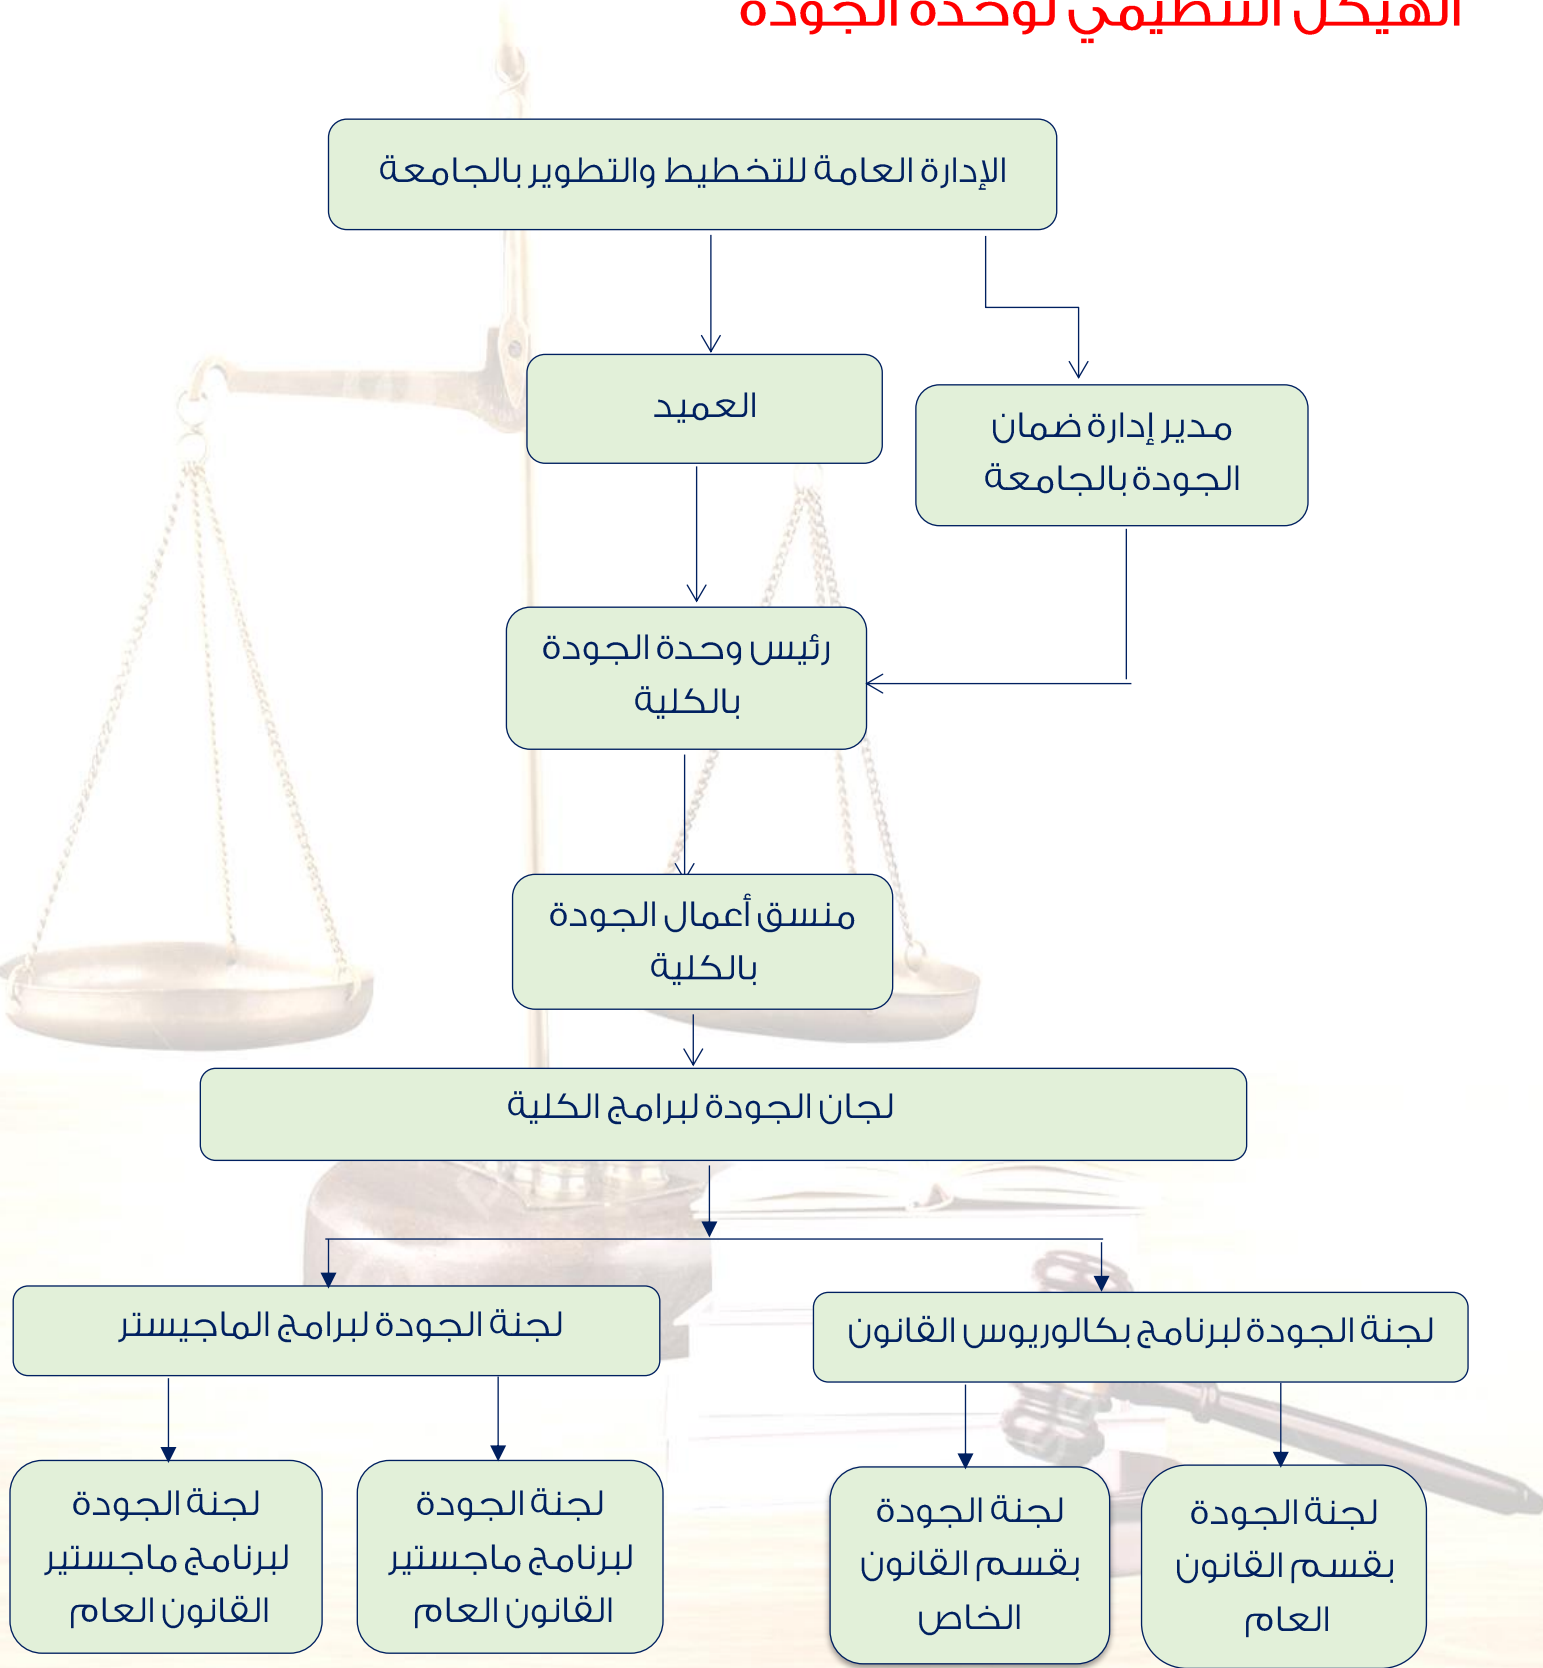 الهيكل التنظيمي لوحدة الجودة
الإدارة العامة للتخطيط والتطوير بالجامعة
العميد
مدير إدارة ضمان
الجودة بالجامعة
رئيس وحدة الجودة
بالكلية
منسق أعمال الجودة
بالكلية
لجان الجودة لبرامج الكلية
لجنة الجودة لبرنامج بكالوريوس القانون
لجنة الجودة لبرامج الماجيستر
لجنة الجودة
بقسم القانون
العام
لجنة الجودة
بقسم القانون
الخاص
لجنة الجودة
لبرنامج ماجستير
القانون العام
لجنة الجودة
لبرنامج ماجستير
القانون العام